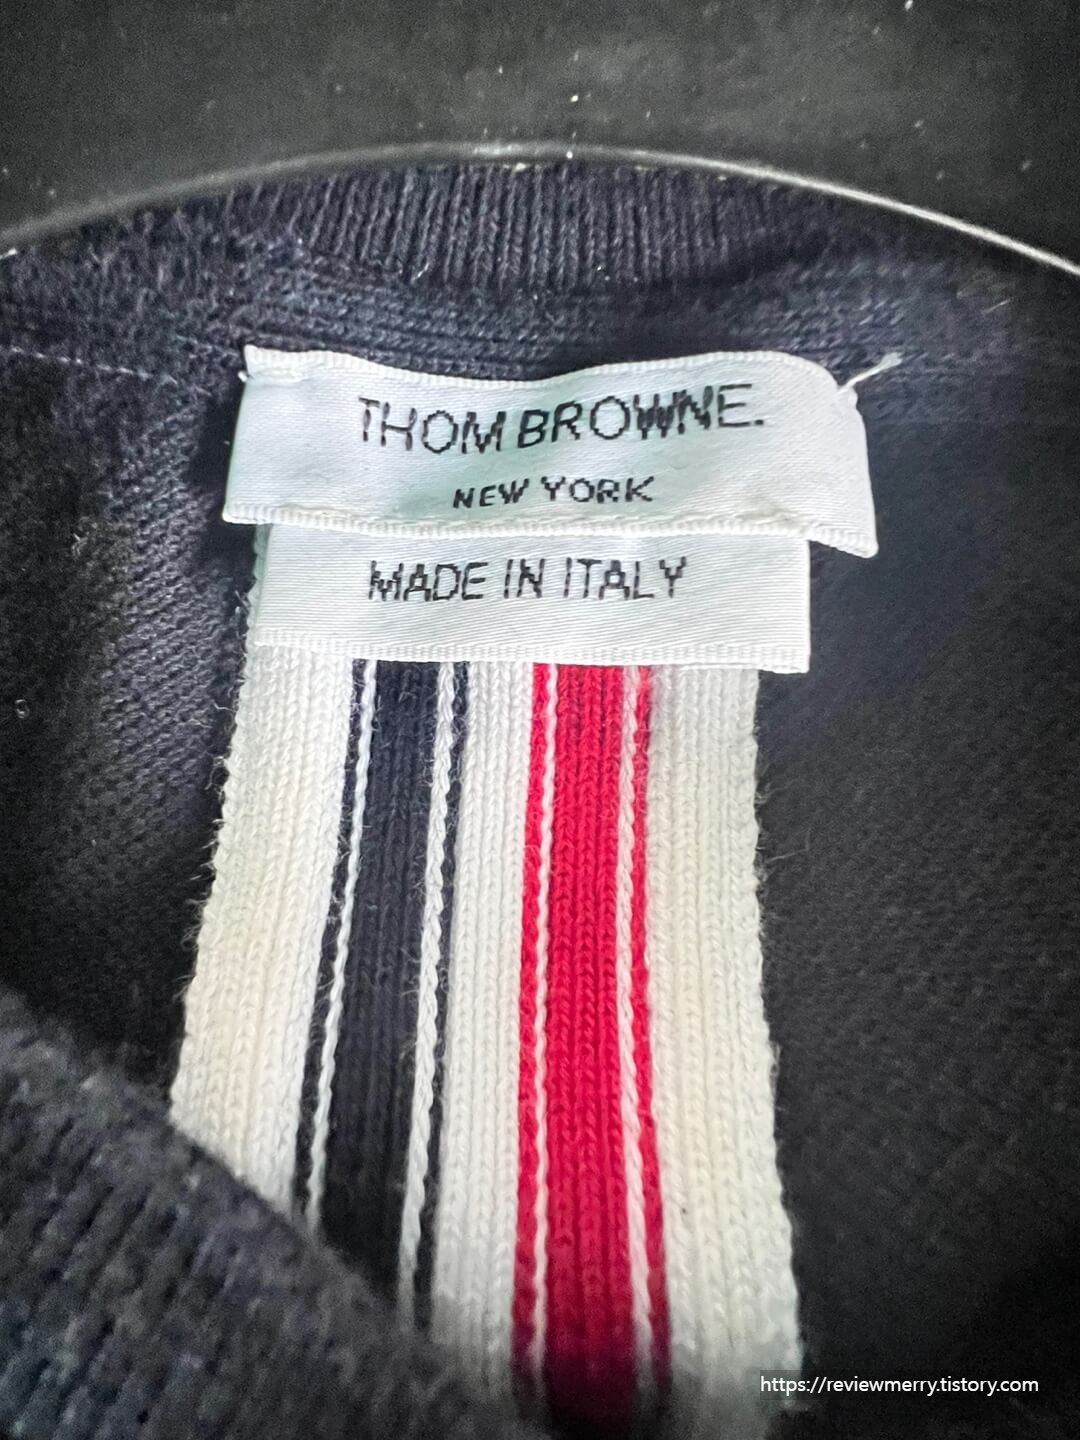 THOM BROWNE.
NEW YORK
MADE IN ITALY
https://reviewmerry.tistory.com